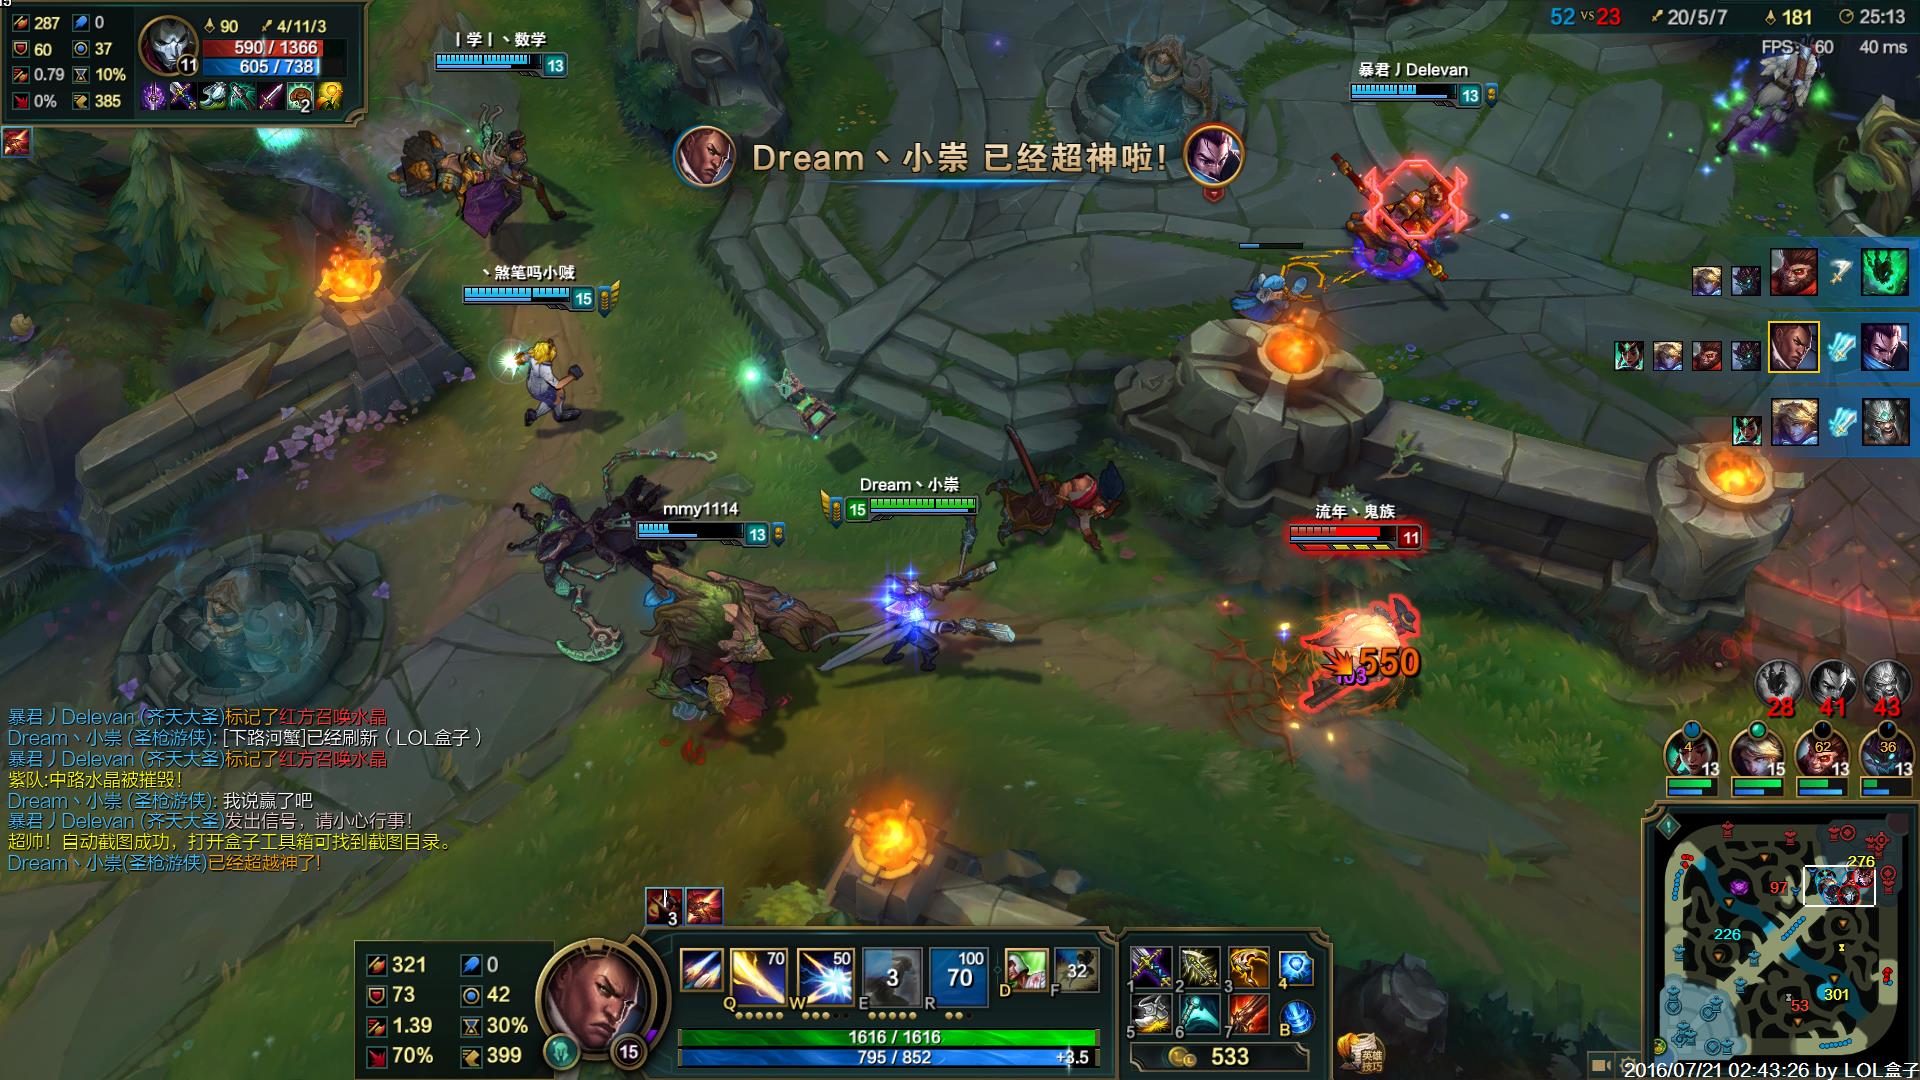 15
287 0
60 37
0.79 10%
0% 385
90 4/11/3
590 / 1366
605 / 738
11
2
丨学丨丶数学
13
暴君丿Delevan
13
52 VS 23 20/5/7 181 25:13
FPS: 60 40 ms
Dream丶小崇 已经超神啦!
丶煞笔吗小贼
15
mmy1114
13
Dream丶小崇
15
流年丶鬼族
11
550
103
暴君丿Delevan (齐天大圣)标记了红方召唤水晶
Dream丶小崇 (圣枪游侠): [下路河蟹]已经刷新（LOL盒子）
暴君丿Delevan (齐天大圣)标记了红方召唤水晶
紫队:中路水晶被摧毁!
Dream丶小崇 (圣枪游侠): 我说赢了吧
暴君丿Delevan (齐天大圣)发出信号，请小心行事!
超帅！自动截图成功，打开盒子工具箱可找到截图目录。
Dream丶小崇(圣枪游侠)已经超越神了!
28 41 43
4 62 36
13 15 13 13
276
97
226
301
53
3
321 0
73 42
1.39 30%
70% 399
15
70 50 3 100 70 32
Q W E R D F
1616 / 1616
795 / 852 +3.5
1 2 3 4
5 6 7 B
533
英雄
技巧
2016/07/21 02:43:26 by LOL盒子